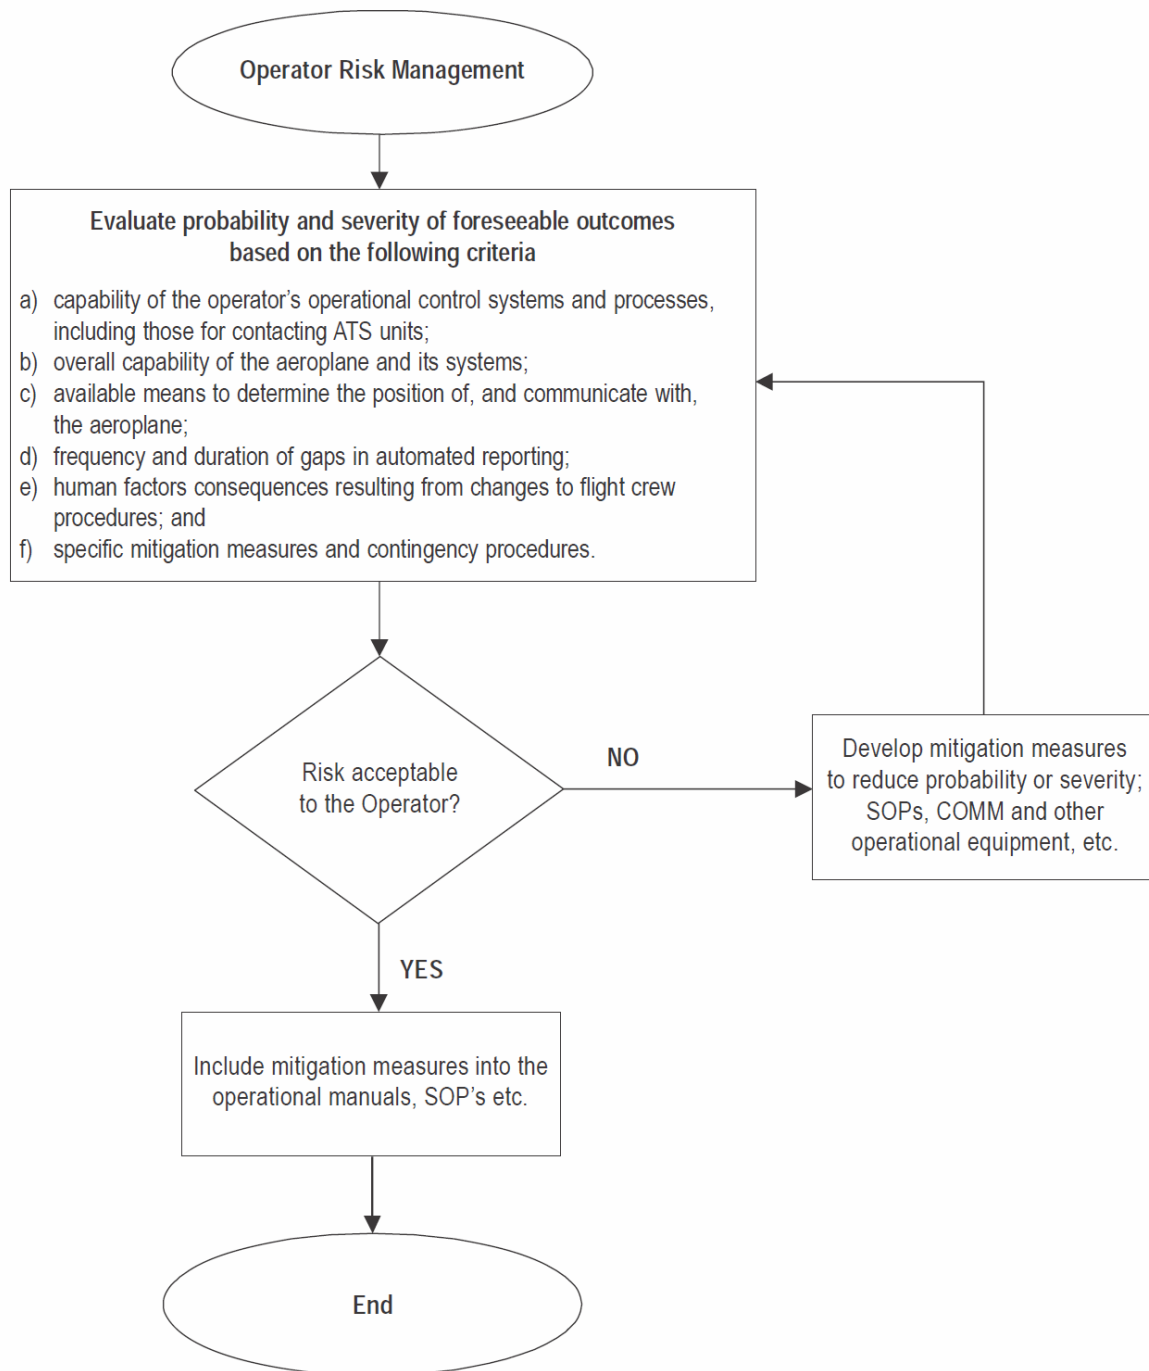 Operator Risk Management
Evaluate probability and severity of foreseeable outcomes
based on the following criteria
a) capability of the operator's operational control systems and processes,
including those for contacting ATS units;
b) overall capability of the aeroplane and its systems;
c) available means to determine the position of, and communicate with,
the aeroplane;
d) frequency and duration of gaps in automated reporting;
e) human factors consequences resulting from changes to flight crew
procedures; and
f) specific mitigation measures and contingency procedures.
Risk acceptable
to the Operator?
NO
Develop mitigation measures
to reduce probability or severity;
SOPs, COMM and other
operational equipment, etc.
YES
Include mitigation measures into the
operational manuals, SOP's etc.
End